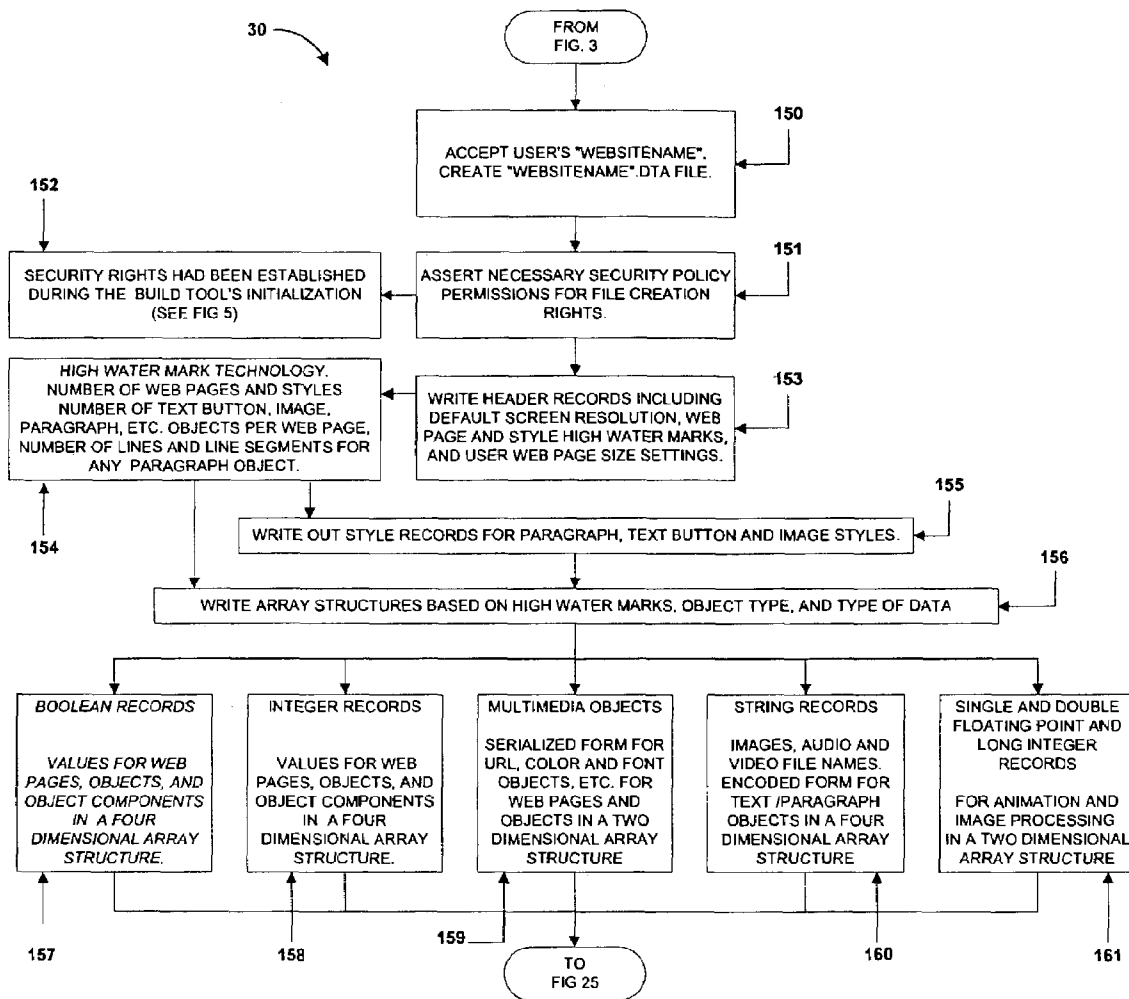 30
FROM
FIG. 3
150
ACCEPT USER'S "WEBSITENAME".
CREATE "WEBSITENAME".DTA FILE.
152
151
SECURITY RIGHTS HAD BEEN ESTABLISHED
DURING THE BUILD TOOL'S INITIALIZATION
(SEE FIG 5)
ASSERT NECESSARY SECURITY POLICY
PERMISSIONS FOR FILE CREATION
RIGHTS.
HIGH WATER MARK TECHNOLOGY.
NUMBER OF WEB PAGES AND STYLES
NUMBER OF TEXT BUTTON, IMAGE,
PARAGRAPH, ETC. OBJECTS PER WEB PAGE,
NUMBER OF LINES AND LINE SEGMENTS FOR
ANY PARAGRAPH OBJECT.
153
WRITE HEADER RECORDS INCLUDING
DEFAULT SCREEN RESOLUTION, WEB
PAGE AND STYLE HIGH WATER MARKS,
AND USER WEB PAGE SIZE SETTINGS.
154
155
WRITE OUT STYLE RECORDS FOR PARAGRAPH, TEXT BUTTON AND IMAGE STYLES.
156
WRITE ARRAY STRUCTURES BASED ON HIGH WATER MARKS, OBJECT TYPE, AND TYPE OF DATA
BOOLEAN RECORDS
VALUES FOR WEB
PAGES, OBJECTS, AND
OBJECT COMPONENTS
IN A FOUR
DIMENSIONAL ARRAY
STRUCTURE.
INTEGER RECORDS
VALUES FOR WEB
PAGES, OBJECTS, AND
OBJECT COMPONENTS
IN A FOUR
DIMENSIONAL ARRAY
STRUCTURE.
MULTIMEDIA OBJECTS
SERIALIZED FORM FOR
URL, COLOR AND FONT
OBJECTS, ETC. FOR
WEB PAGES AND
OBJECTS IN A TWO
DIMENSIONAL ARRAY
STRUCTURE
STRING RECORDS
IMAGES, AUDIO AND
VIDEO FILE NAMES.
ENCODED FORM FOR
TEXT /PARAGRAPH
OBJECTS IN A FOUR
DIMENSIONAL ARRAY
STRUCTURE
SINGLE AND DOUBLE
FLOATING POINT AND
LONG INTEGER
RECORDS
FOR ANIMATION AND
IMAGE PROCESSING
IN A TWO DIMENSIONAL
ARRAY STRUCTURE
157
158
159
160
161
TO
FIG 25